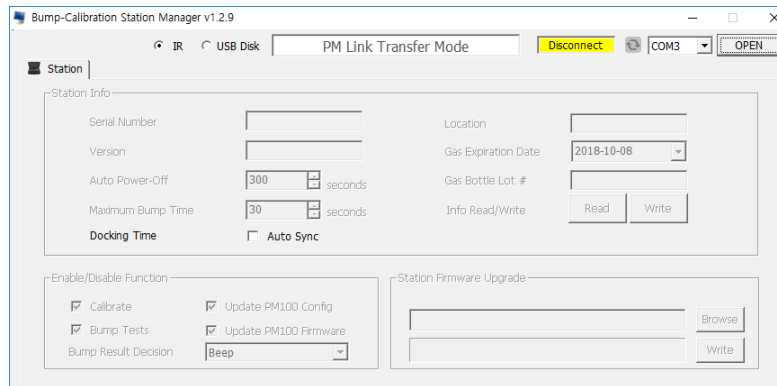 Bump-Calibration Station Manager v1.2.9
IR USB Disk PM Link Transfer Mode Disconnect COM3 OPEN
Station
Station Info
Serial Number Location
Version Gas Expiration Date 2018-10-08
Auto Power-Off 300 seconds Gas Bottle Lot #
Maximum Bump Time 30 seconds Info Read/Write Read Write
Docking Time Auto Sync
Enable/Disable Function Station Firmware Upgrade
Calibrate Update PM100 Config Browse
Bump Tests Update PM100 Firmware
Bump Result Decision Beep Write